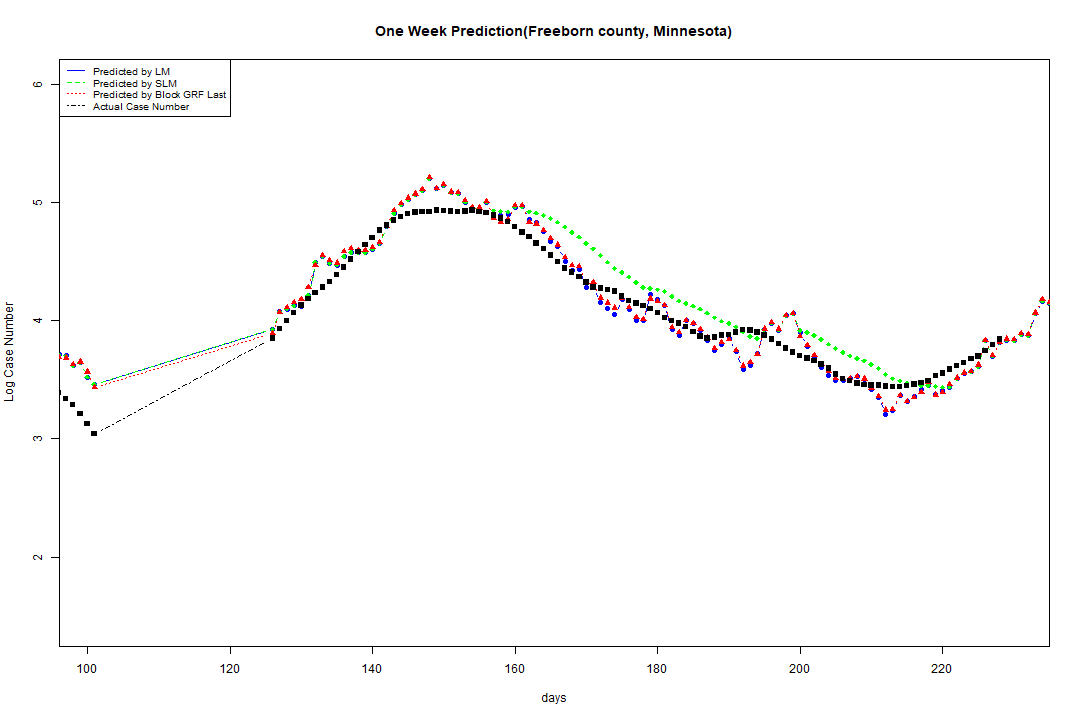 One Week Prediction(Freeborn county, Minnesota)
Predicted by LM
Predicted by SLM
Predicted by Block GRF Last
Actual Case Number
6
5
4
3
2
Log Case Number
100 120 140 160 180 200 220
days